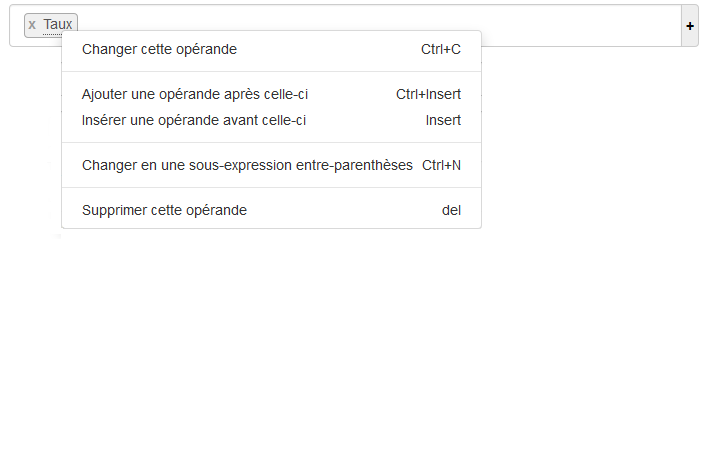 x Taux
+
Changer cette opérande Ctrl+C
Ajouter une opérande après celle-ci Ctrl+Insert
Insérer une opérande avant celle-ci Insert
Changer en une sous-expression entre-parenthèses Ctrl+N
Supprimer cette opérande del